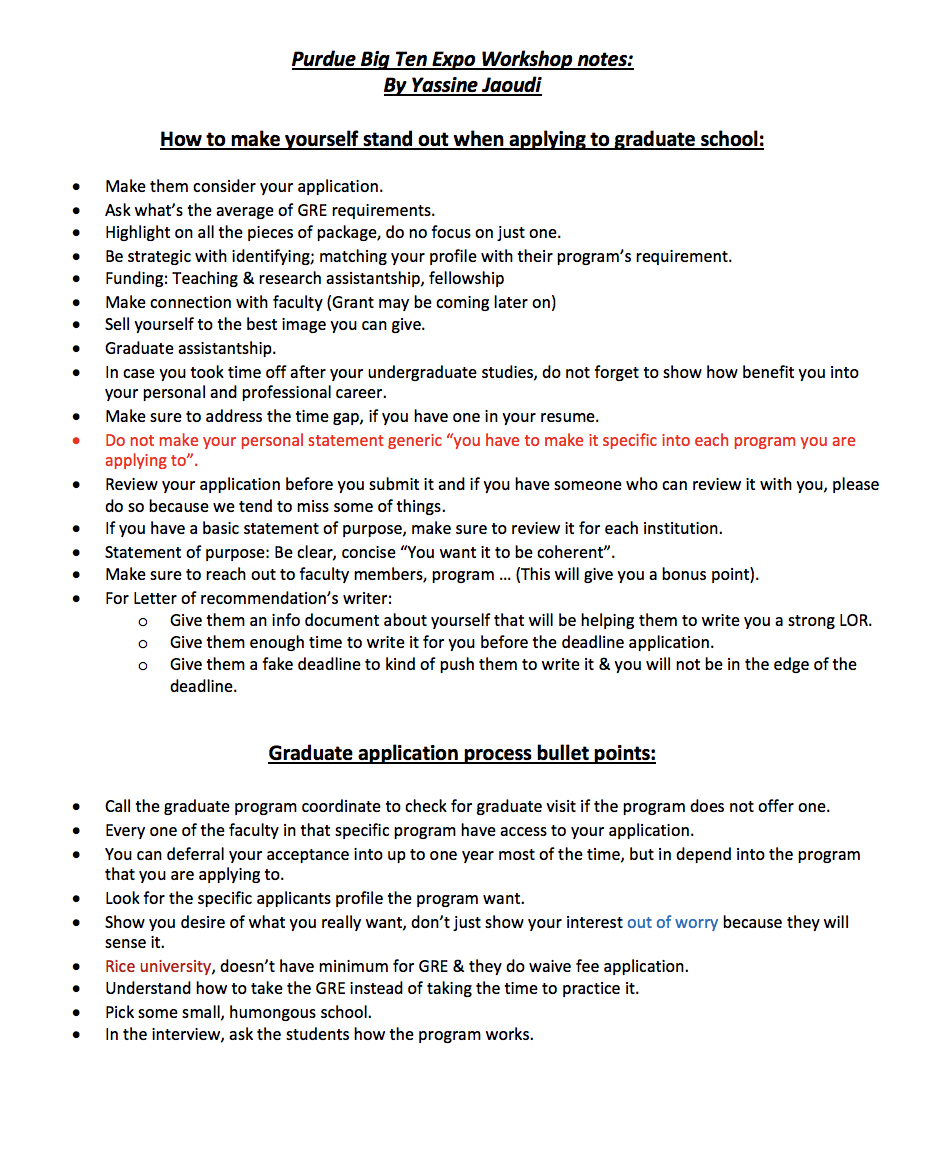 Purdue Big Ten Expo Workshop notes:
By Yassine Jaoudi
How to make yourself stand out when applying to graduate school:
• Make them consider your application.
• Ask what’s the average of GRE requirements.
• Highlight on all the pieces of package, do no focus on just one.
• Be strategic with identifying; matching your profile with their program’s requirement.
• Funding: Teaching & research assistantship, fellowship
• Make connection with faculty (Grant may be coming later on)
• Sell yourself to the best image you can give.
• Graduate assistantship.
• In case you took time off after your undergraduate studies, do not forget to show how benefit you into
your personal and professional career.
• Make sure to address the time gap, if you have one in your resume.
• Do not make your personal statement generic “you have to make it specific into each program you are
applying to”.
• Review your application before you submit it and if you have someone who can review it with you, please
do so because we tend to miss some of things.
• If you have a basic statement of purpose, make sure to review it for each institution.
• Statement of purpose: Be clear, concise “You want it to be coherent”.
• Make sure to reach out to faculty members, program … (This will give you a bonus point).
• For Letter of recommendation’s writer:
o Give them an info document about yourself that will be helping them to write you a strong LOR.
o Give them enough time to write it for you before the deadline application.
o Give them a fake deadline to kind of push them to write it & you will not be in the edge of the
deadline.
Graduate application process bullet points:
• Call the graduate program coordinate to check for graduate visit if the program does not offer one.
• Every one of the faculty in that specific program have access to your application.
• You can deferral your acceptance into up to one year most of the time, but in depend into the program
that you are applying to.
• Look for the specific applicants profile the program want.
• Show you desire of what you really want, don’t just show your interest out of worry because they will
sense it.
• Rice university, doesn’t have minimum for GRE & they do waive fee application.
• Understand how to take the GRE instead of taking the time to practice it.
• Pick some small, humongous school.
• In the interview, ask the students how the program works.